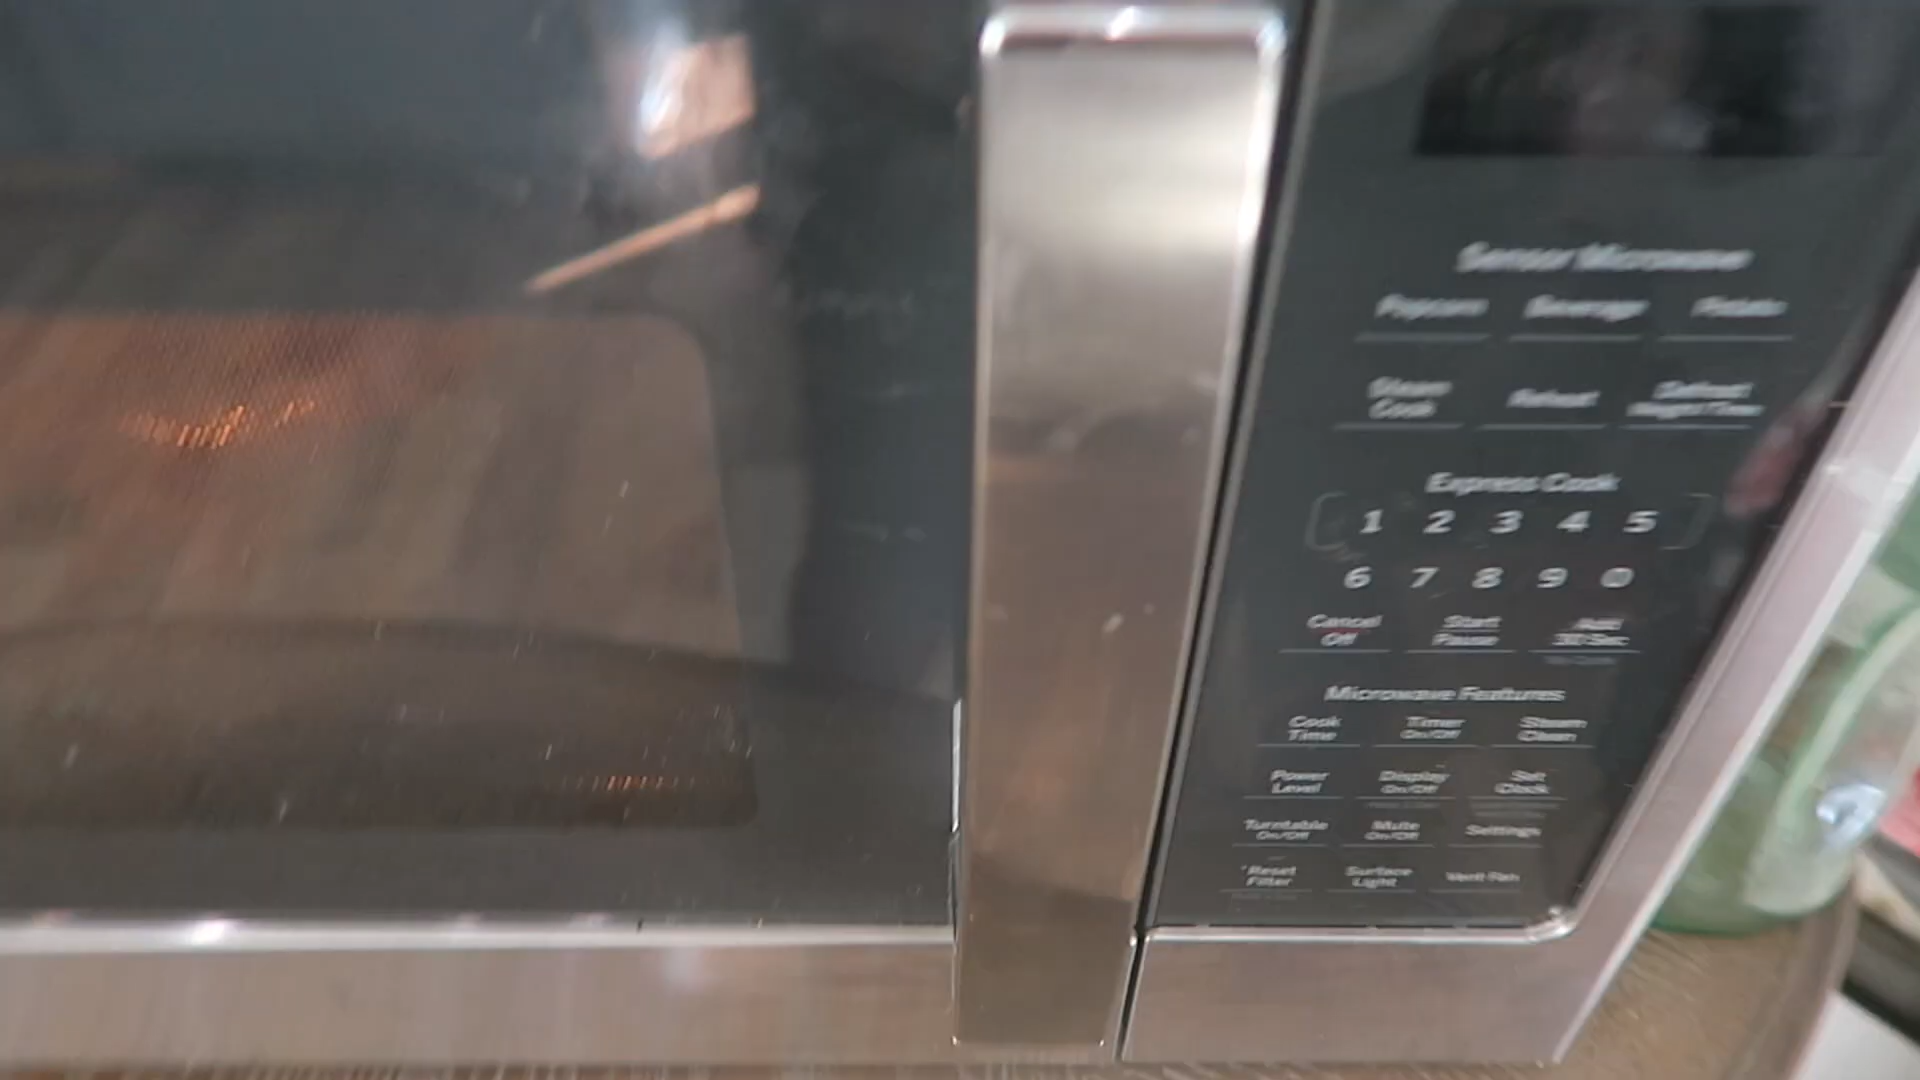 Sensor Microwave
Popcorn Beverage Potato
Steam Cook Reheat Defrost Weight/Time
Express Cook
1 2 3 4 5
6 7 8 9 0
Cancel Off Start Pause Add 30 Sec
Microwave Features
Cook Time Timer On/Off Steam Clean
Power Level Display On/Off Set Clock
Turntable On/Off Mute On/Off Settings
Reset Filter Surface Light Vent Fan